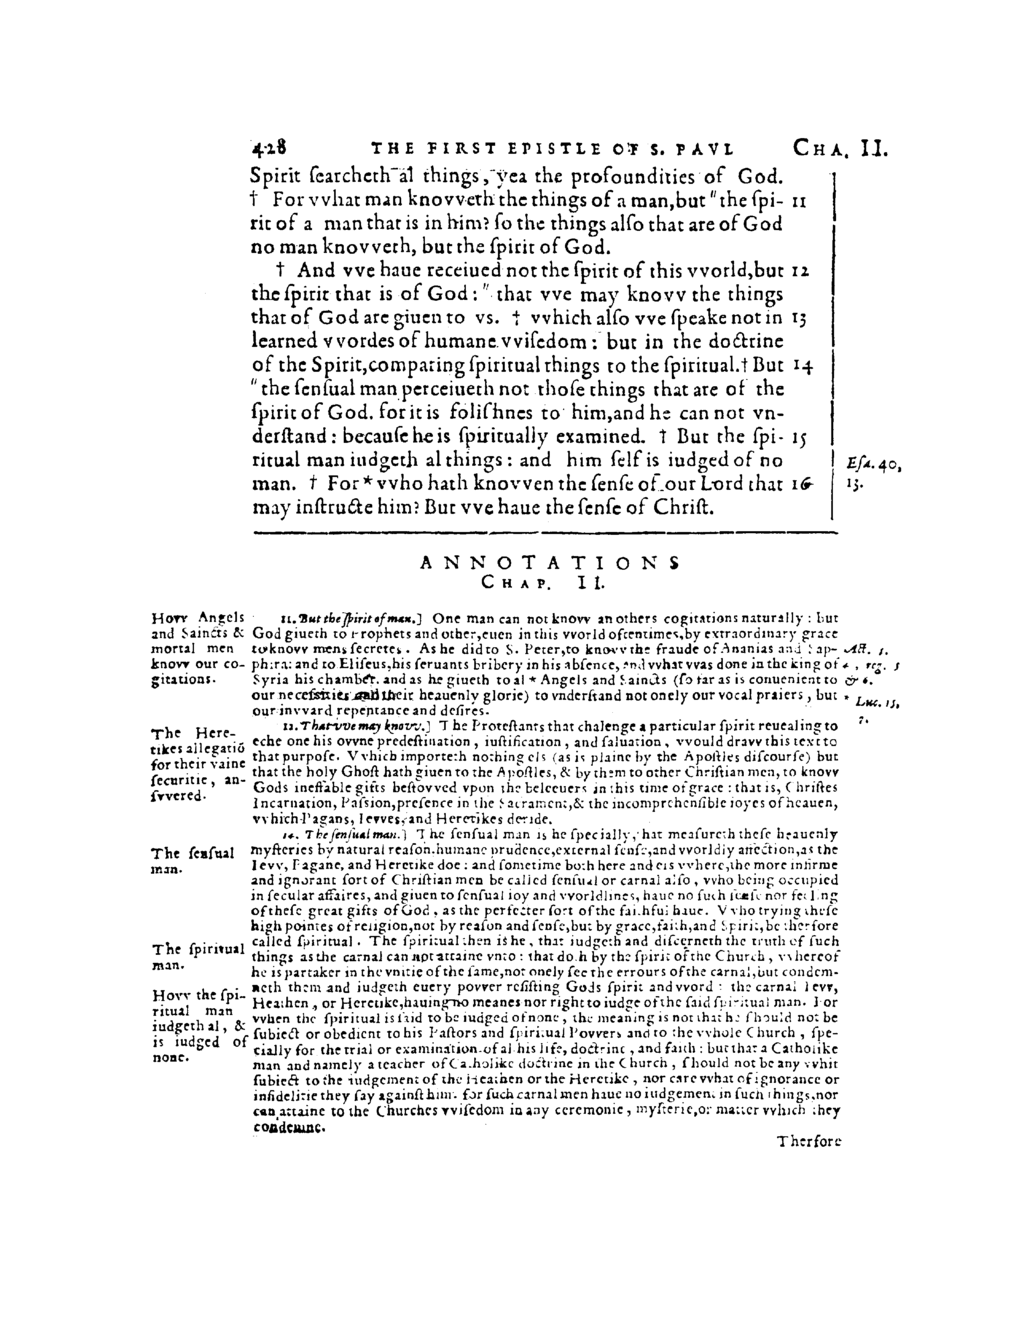 428 THE FIRST EPISTLE OF S. PAVL CHA. II.
Spirit ſearcheth al things, yea the profoundities of God.
† For vvhat man knovveth the things of a man, but "the ſpi- 11
rit of a man that is in him? ſo the things alſo that are of God
no man knovveth, but the ſpirit of God.
† And vve haue receiued not the ſpirit of this vvorld, but 12
the ſpirit that is of God: " that vve may knovv the things
that of God are giuen to vs. † vvhich alſo vve ſpeake not in 13
learned vvordes of humane vviſedom: but in the doctrine
of the Spirit, comparing ſpiritual things to the ſpiritual. † But 14
"the ſenſual man perceiueth not thoſe things that are of the
ſpirit of God. for it is foliſhnes to him, and he can not vn-
derſtand: becauſe he is ſpiritually examined. † But the ſpi- 15
ritual man iudgeth al things: and him ſelf is iudged of no
man. † For * vvho hath knovven the ſenſe of our Lord that 16
may inſtructe him? But vve haue the ſenſe of Chriſt.
Eſa. 40,
13.
ANNOTATIONS
CHAP. II.
Hovv Angels
and Saincts &
mortal men
knovv our co-
gitations.
11. But the ſpirit of man.] One man can not knovv an others cogitations naturally: but
God giueth to Prophets and other, euen in this vvorld oftentimes, by extraordinary grace
to knovv mens ſecretes. As he did to S. Peter, to knovv the fraude of Ananias and Sap-
phira: and to Eliſeus, his ſeruants bribery in his abſence, and vvhat vvas done in the king of
Syria his chamber. and as he giueth to al * Angels and Saincts (ſo far as is conuenient to
our neceſsities and their heauenly glorie) to vnderſtand not onely our vocal praiers, but
our invvard repentance and deſires.
Act. 5.
4, reg. 5
& 6.
* Luc. 15,
7.
The Here-
tikes allegatiō
for their vaine
ſecuritie, an-
ſvvered.
12. That vve may knovv.] The Proteſtants that chalenge a particular ſpirit reuealing to
eche one his ovvne predeſtination, iuſtification, and ſaluation, vvould dravv this text to
that purpoſe. Vvhich importeth nothing els (as is plaine by the Apoſtles diſcourſe) but
that the holy Ghoſt hath giuen to the Apoſtles, & by them to other Chriſtian men, to knovv
Gods ineffable gifts beſtovved vpon the beleeuers in this time of grace: that is, Chriſtes
Incarnation, Paſsion, preſence in the Sacrament, & the incomprehenſible ioyes of heauen,
vvhich Pagans, Ievves, and Heretikes deride.
The ſenſual
man.
14. The ſenſual man.] The ſenſual man is he ſpecially, that meaſureth theſe heauenly
myſteries by natural reaſon, humane prudence, external ſenſe, and vvorldly affection, as the
Ievv, Pagane, and Heretike doe: and ſometime both here and els vvhere, the more infirme
and ignorant ſort of Chriſtian men be called ſenſual or carnal alſo, vvho being occupied
in ſecular affaires, and giuen to ſenſual ioy and vvorldlines, haue no ſuch ſenſe nor feeling
of theſe great gifts of God, as the perfecter ſort of the faithful haue. Vvho trying theſe
high pointes of religion, not by reaſon and ſenſe, but by grace, faith, and Spirit, be therfore
called ſpiritual. The ſpiritual then is he, that iudgeth and diſcerneth the truth of ſuch
things as the carnal can not attaine vnto: that doth by the ſpirit of the Church, vvhereof
he is partaker in the vnitie of the ſame, not onely ſee the errours of the carnal, but condem-
neth them and iudgeth euery povver reſiſting Gods ſpirit and vvord: the carnal Ievv,
Heathen, or Heretike, hauing no meanes nor right to iudge of the ſaid ſpiritual man. For
vvhen the ſpiritual is ſaid to be iudged of none, the meaning is not that he ſhould not be
ſubiect or obedient to his Paſtors and ſpiritual Povvers and to the vvhole Church, ſpe-
cially for the trial or examination of al his life, doctrine, and faith: but that a Catholike
man and namely a teacher of Catholike doctrine in the Church, ſhould not be any vvhit
ſubiect to the iudgement of the Heathen or the Heretike, nor care vvhat of ignorance or
infidelitie they ſay againſt him. for ſuch carnal men haue no iudgement in ſuch things, nor
can attaine to the Churches vviſedom in any ceremonie, myſterie, or matter vvhich they
condemne.
The ſpiritual
man.
Hovv the ſpi-
ritual man
iudgeth al, &
is iudged of
none.
Therfore